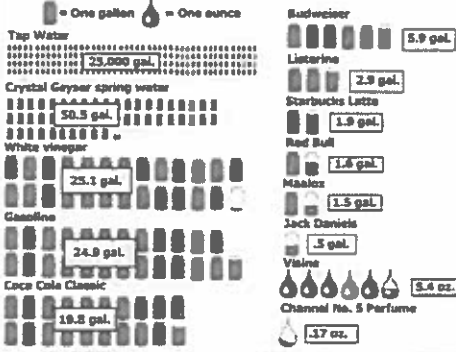 = One gallon = One ounce
Tap Water
25,000 gal.
Crystal Geyser spring water
50.5 gal.
White vinegar
25.1 gal.
Gasoline
24.9 gal.
Coca Cola Classic
19.8 gal.
Budweiser
5.9 gal.
Listerine
2.9 gal.
Starbucks Latte
1.9 gal.
Red Bull
1.6 gal.
Maalox
1.5 gal.
Jack Daniels
.5 gal.
Visine
5.4 oz.
Channel No. 5 Perfume
.17 oz.